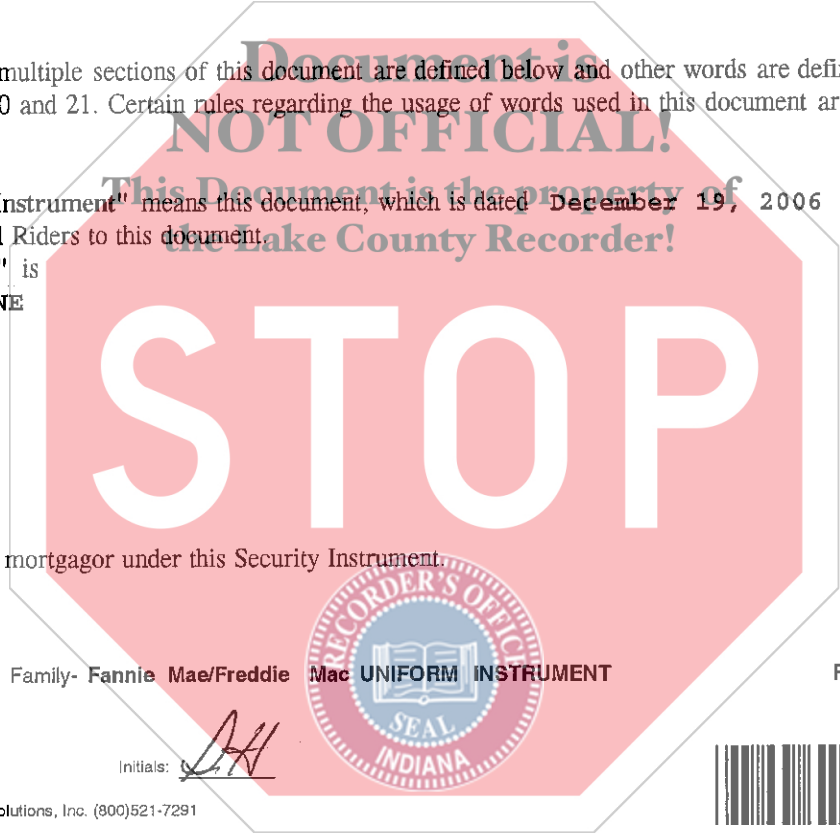 Document is
multiple sections of this document are defined below and other words are defi
0 and 21. Certain rules regarding the usage of words used in this document ar
NOT OFFICIAL!
This Document is the property of
Instrument" means this document, which is dated December 19, 2006
l Riders to this document.
the Lake County Recorder!
" is
NE
STOP
mortgagor under this Security Instrument.
RECORDER'S OFFIC
SEAL
INDIANA
Family- Fannie Mae/Freddie Mac UNIFORM INSTRUMENT
F
Initials: SH
olutions, Inc. (800)521-7291